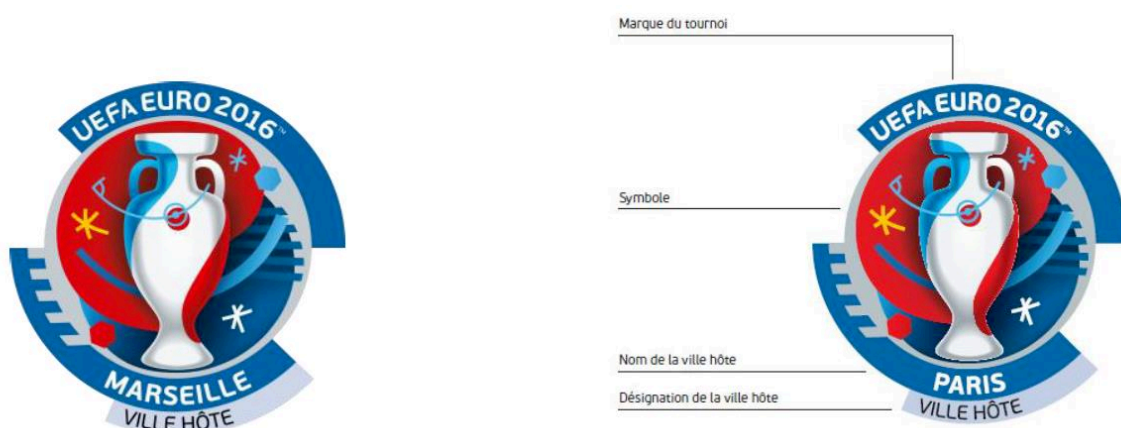 UEFA EURO 2016™
MARSEILLE
VILLE HÔTE
Marque du tournoi
UEFA EURO 2016™
Symbole
Nom de la ville hôte
PARIS
Désignation de la ville hôte
VILLE HÔTE